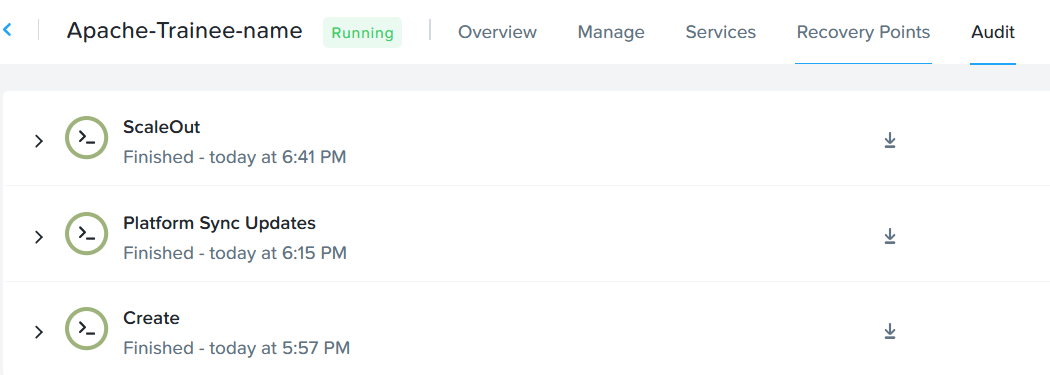 Apache-Trainee-name Running Overview Manage Services Recovery Points Audit
ScaleOut
Finished - today at 6:41 PM
Platform Sync Updates
Finished - today at 6:15 PM
Create
Finished - today at 5:57 PM